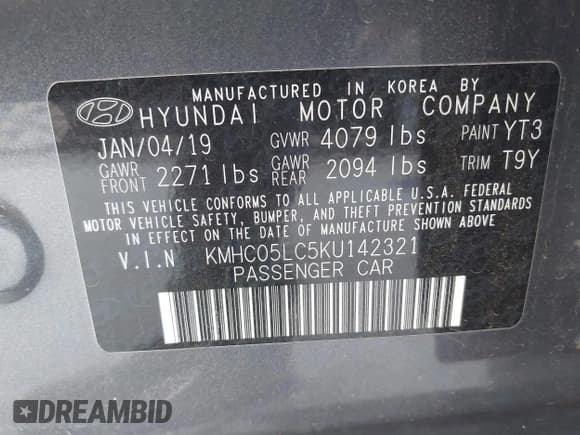 MANUFACTURED IN KOREA BY
HYUNDAI MOTOR COMPANY
JAN/04/19 GVWR 4079 lbs PAINT YT3
GAWR FRONT 2271 lbs GAWR REAR 2094 lbs TRIM T9Y
THIS VEHICLE CONFORMS TO ALL APPLICABLE U.S.A. FEDERAL
MOTOR VEHICLE SAFETY, BUMPER, AND THEFT PREVENTION STANDARDS
IN EFFECT ON THE DATE OF MANUFACTURE SHOWN ABOVE.
V.I.N KMHC05LC5KU142321
PASSENGER CAR
DREAMBID